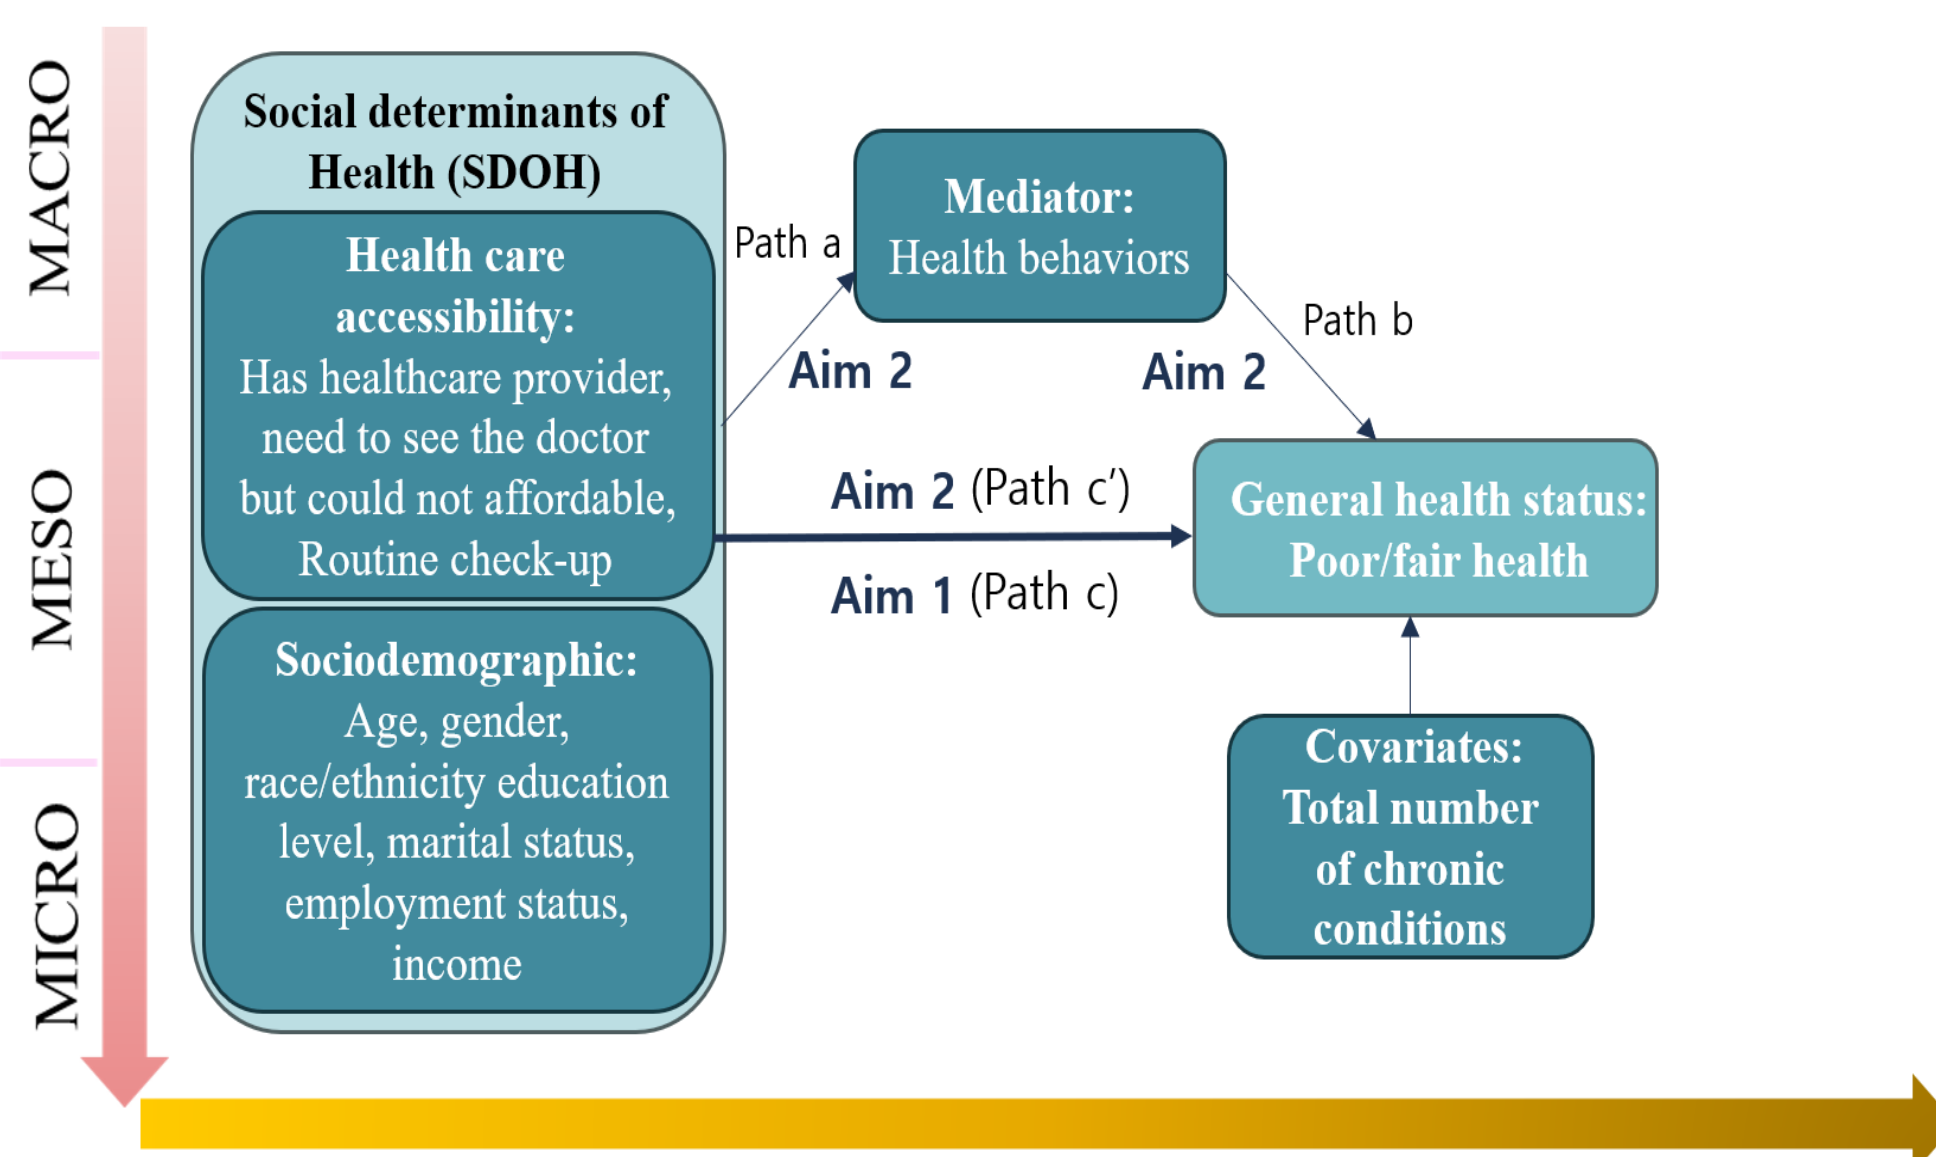 MACRO
MESO
MICRO
Social determinants of
Health (SDOH)
Health care
accessibility:
Has healthcare provider,
need to see the doctor
but could not affordable,
Routine check-up
Sociodemographic:
Age, gender,
race/ethnicity education
level, marital status,
employment status,
income
Path a
Aim 2
Mediator:
Health behaviors
Path b
Aim 2
Aim 2 (Path c’)
Aim 1 (Path c)
General health status:
Poor/fair health
Covariates:
Total number
of chronic
conditions